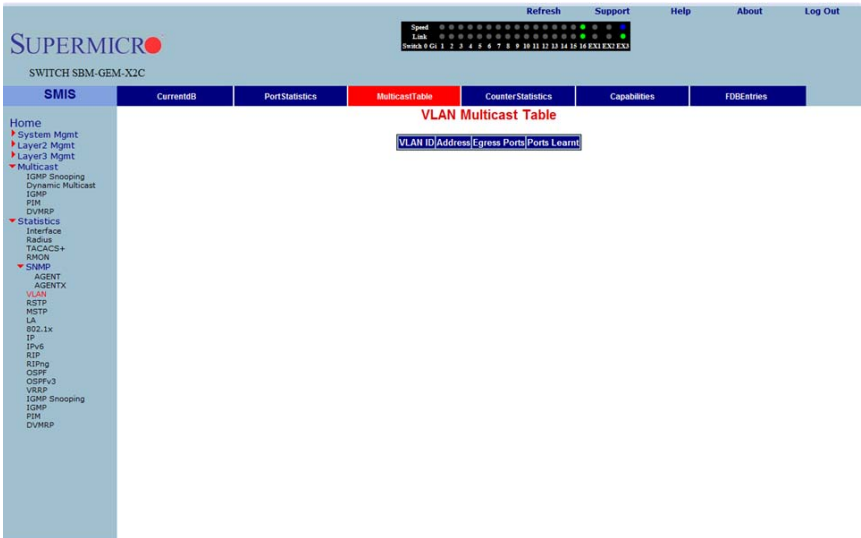 Refresh Support Help About Log Out
SUPERMICRO
Speed
Link
Switch 0 Gi 1 2 3 4 5 6 7 8 9 10 11 12 13 14 15 16 EX1 EX2 EX3
SWITCH SBM-GEM-X2C
SMIS
CurrentdB PortStatistics MulticastTable CounterStatistics Capabilities FDBEntries
VLAN Multicast Table
VLAN ID Address Egress Ports Ports Learnt
Home
System Mgmt
Layer2 Mgmt
Layer3 Mgmt
Multicast
IGMP Snooping
Dynamic Multicast
IGMP
PIM
DVMRP
Statistics
Interface
Radius
TACACS+
RMON
SNMP
AGENT
AGENTX
VLAN
RSTP
MSTP
LA
802.1x
IP
IPv6
RIP
RIPng
OSPF
OSPFv3
VRRP
IGMP Snooping
IGMP
PIM
DVMRP